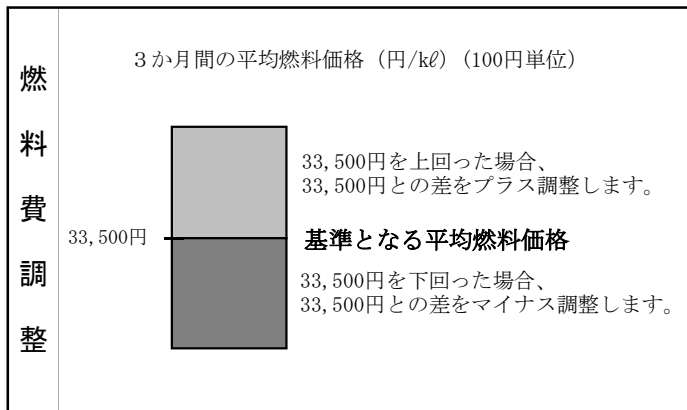 燃料費調整
3か月間の平均燃料価格（円/kℓ）（100円単位）
33,500円を上回った場合、
33,500円との差をプラス調整します。
33,500円
基準となる平均燃料価格
33,500円を下回った場合、
33,500円との差をマイナス調整します。